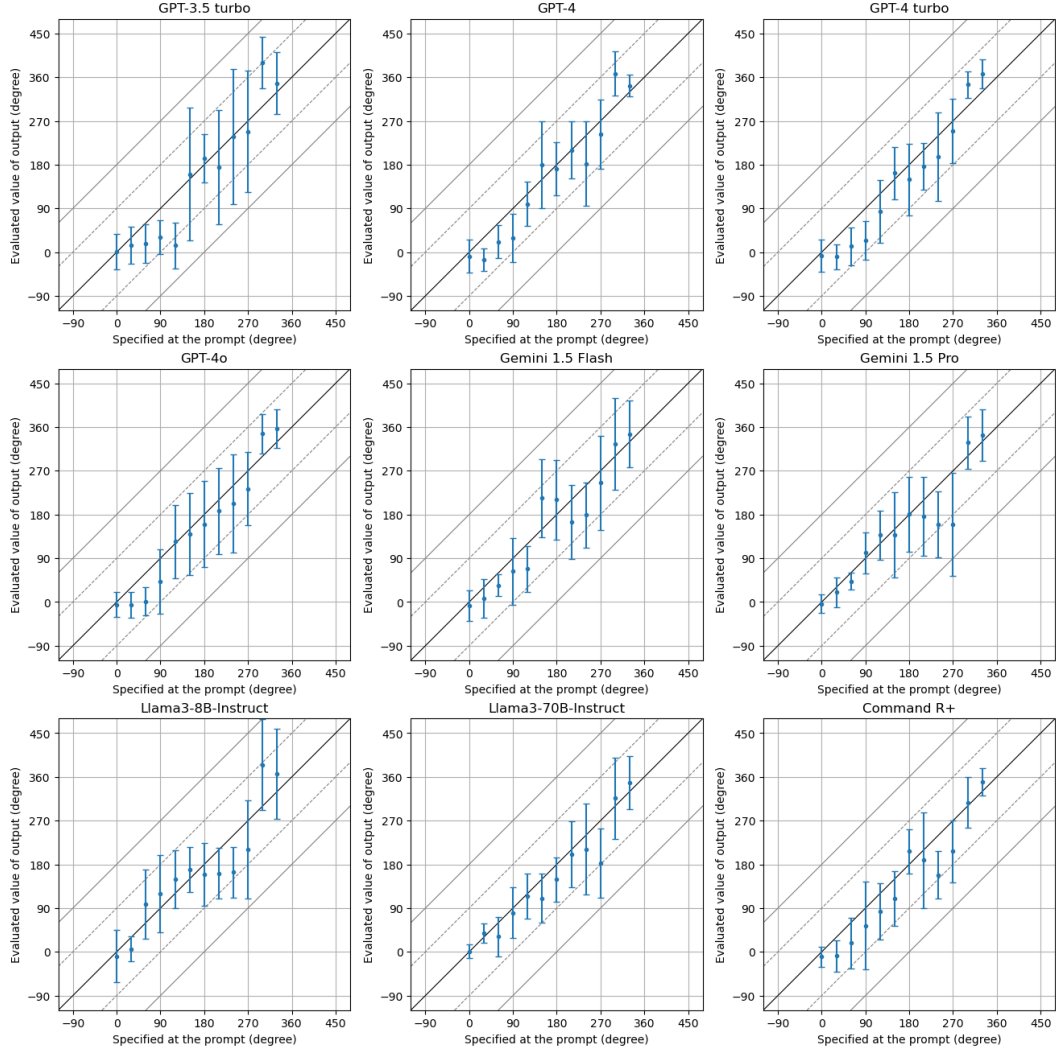 GPT-3.5 turbo
Evaluated value of output (degree)
450
360
270
180
90
0
−90
−90 0 90 180 270 360 450
Specified at the prompt (degree)
GPT-4
Evaluated value of output (degree)
450
360
270
180
90
0
−90
−90 0 90 180 270 360 450
Specified at the prompt (degree)
GPT-4 turbo
Evaluated value of output (degree)
450
360
270
180
90
0
−90
−90 0 90 180 270 360 450
Specified at the prompt (degree)
GPT-4o
Evaluated value of output (degree)
450
360
270
180
90
0
−90
−90 0 90 180 270 360 450
Specified at the prompt (degree)
Gemini 1.5 Flash
Evaluated value of output (degree)
450
360
270
180
90
0
−90
−90 0 90 180 270 360 450
Specified at the prompt (degree)
Gemini 1.5 Pro
Evaluated value of output (degree)
450
360
270
180
90
0
−90
−90 0 90 180 270 360 450
Specified at the prompt (degree)
Llama3-8B-Instruct
Evaluated value of output (degree)
450
360
270
180
90
0
−90
−90 0 90 180 270 360 450
Specified at the prompt (degree)
Llama3-70B-Instruct
Evaluated value of output (degree)
450
360
270
180
90
0
−90
−90 0 90 180 270 360 450
Specified at the prompt (degree)
Command R+
Evaluated value of output (degree)
450
360
270
180
90
0
−90
−90 0 90 180 270 360 450
Specified at the prompt (degree)